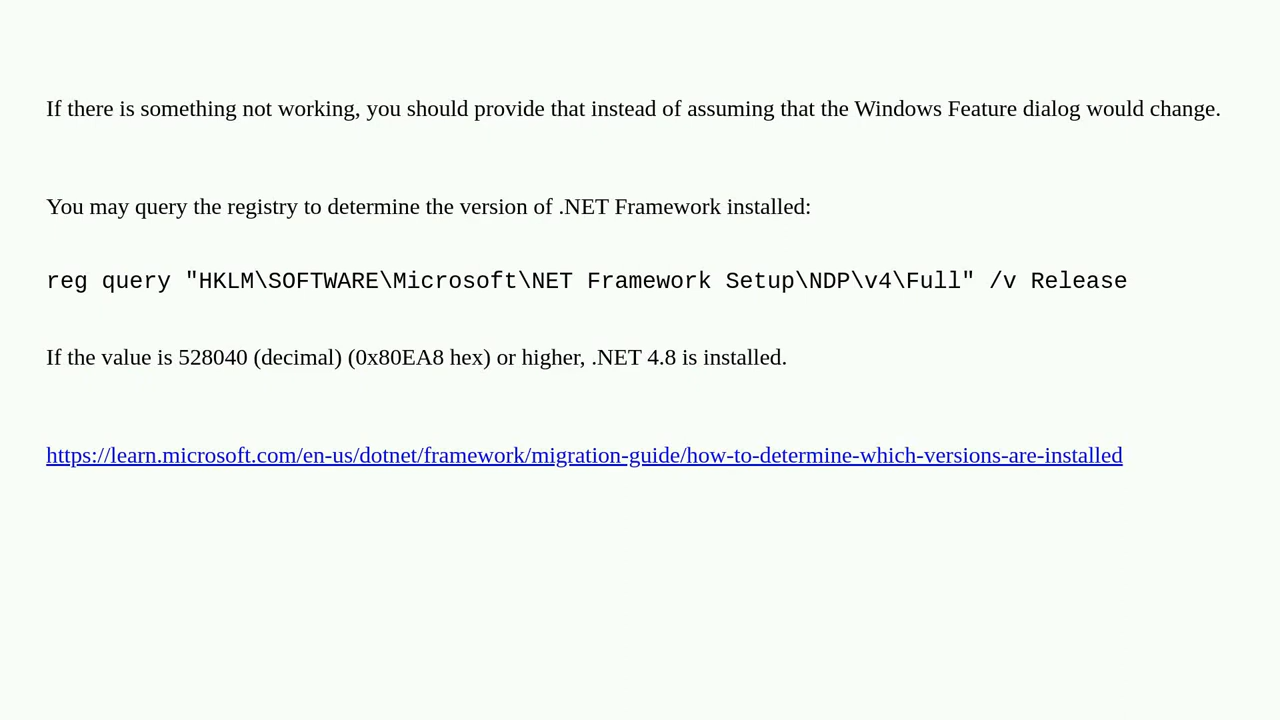 If there is something not working, you should provide that instead of assuming that the Windows Feature dialog would change.
You may query the registry to determine the version of .NET Framework installed:
reg query "HKLM\SOFTWARE\Microsoft\NET Framework Setup\NDP\v4\Full" /v Release
If the value is 528040 (decimal) (0x80EA8 hex) or higher, .NET 4.8 is installed.
https://learn.microsoft.com/en-us/dotnet/framework/migration-guide/how-to-determine-which-versions-are-installed